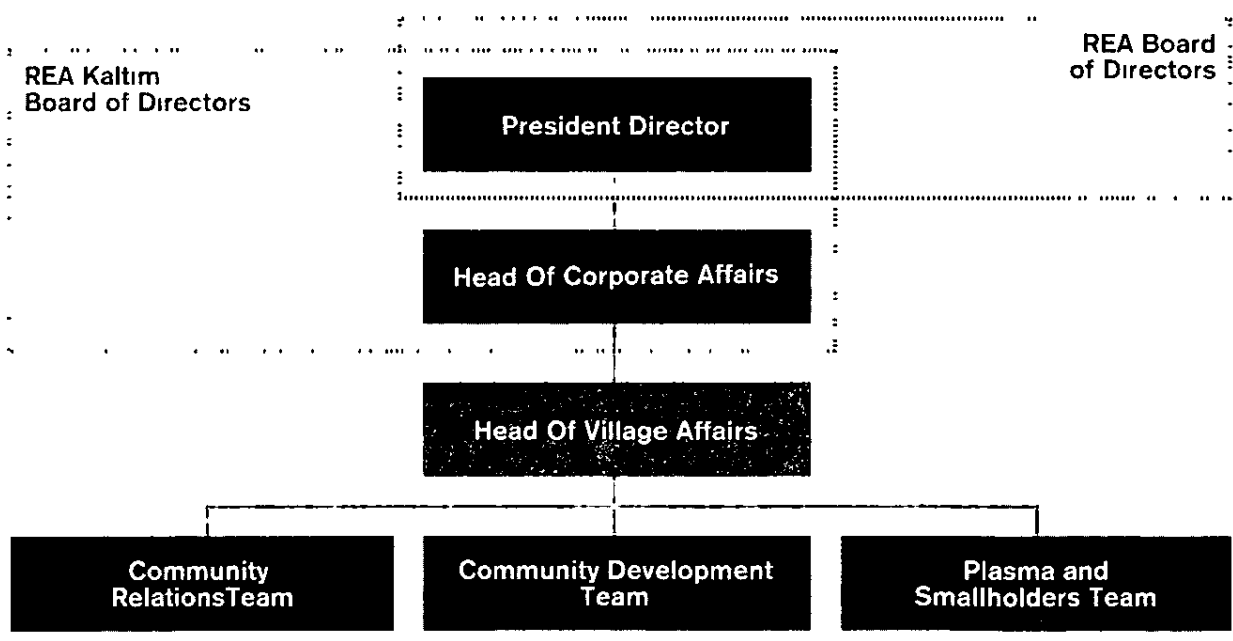 REA Board
of Directors
REA Kaltim
Board of Directors
President Director
Head Of Corporate Affairs
Head Of Village Affairs
Community
RelationsTeam
Community Development
Team
Plasma and
Smallholders Team